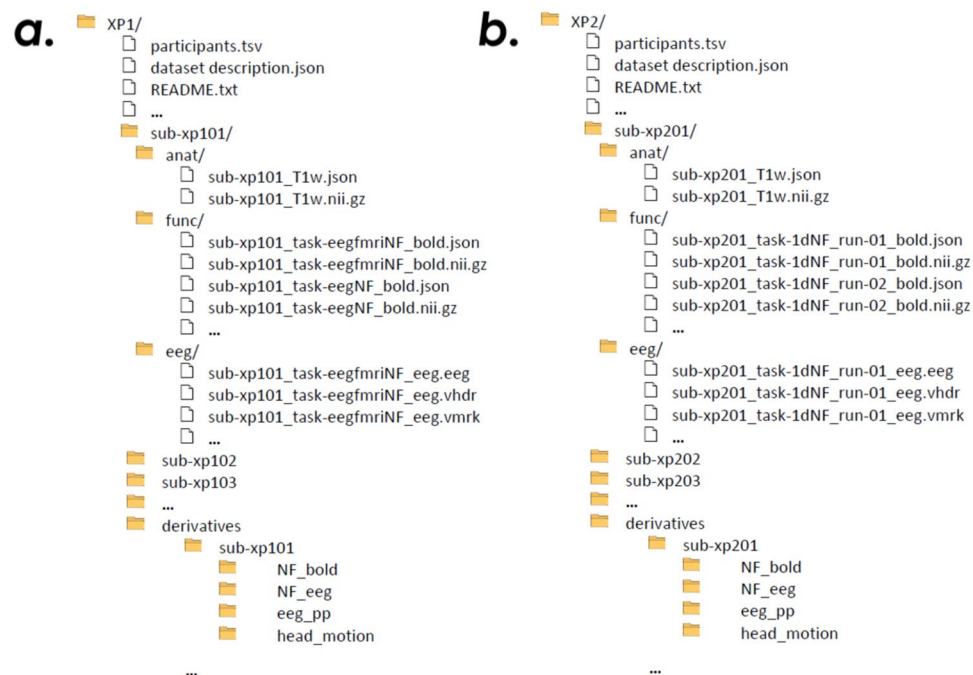 a.
XP1/
participants.tsv
dataset description.json
README.txt
...
sub-xp101/
anat/
sub-xp101_T1w.json
sub-xp101_T1w.nii.gz
func/
sub-xp101_task-eegfmriNF_bold.json
sub-xp101_task-eegfmriNF_bold.nii.gz
sub-xp101_task-eegNF_bold.json
sub-xp101_task-eegNF_bold.nii.gz
...
eeg/
sub-xp101_task-eegfmriNF_eeg.eeg
sub-xp101_task-eegfmriNF_eeg.vhdr
sub-xp101_task-eegfmriNF_eeg.vmrk
...
sub-xp102
sub-xp103
...
derivatives
sub-xp101
NF_bold
NF_eeg
eeg_pp
head_motion
...
b.
XP2/
participants.tsv
dataset description.json
README.txt
...
sub-xp201/
anat/
sub-xp201_T1w.json
sub-xp201_T1w.nii.gz
func/
sub-xp201_task-1dNF_run-01_bold.json
sub-xp201_task-1dNF_run-01_bold.nii.gz
sub-xp201_task-1dNF_run-02_bold.json
sub-xp201_task-1dNF_run-02_bold.nii.gz
...
eeg/
sub-xp201_task-1dNF_run-01_eeg.eeg
sub-xp201_task-1dNF_run-01_eeg.vhdr
sub-xp201_task-1dNF_run-01_eeg.vmrk
...
sub-xp202
sub-xp203
...
derivatives
sub-xp201
NF_bold
NF_eeg
eeg_pp
head_motion
...